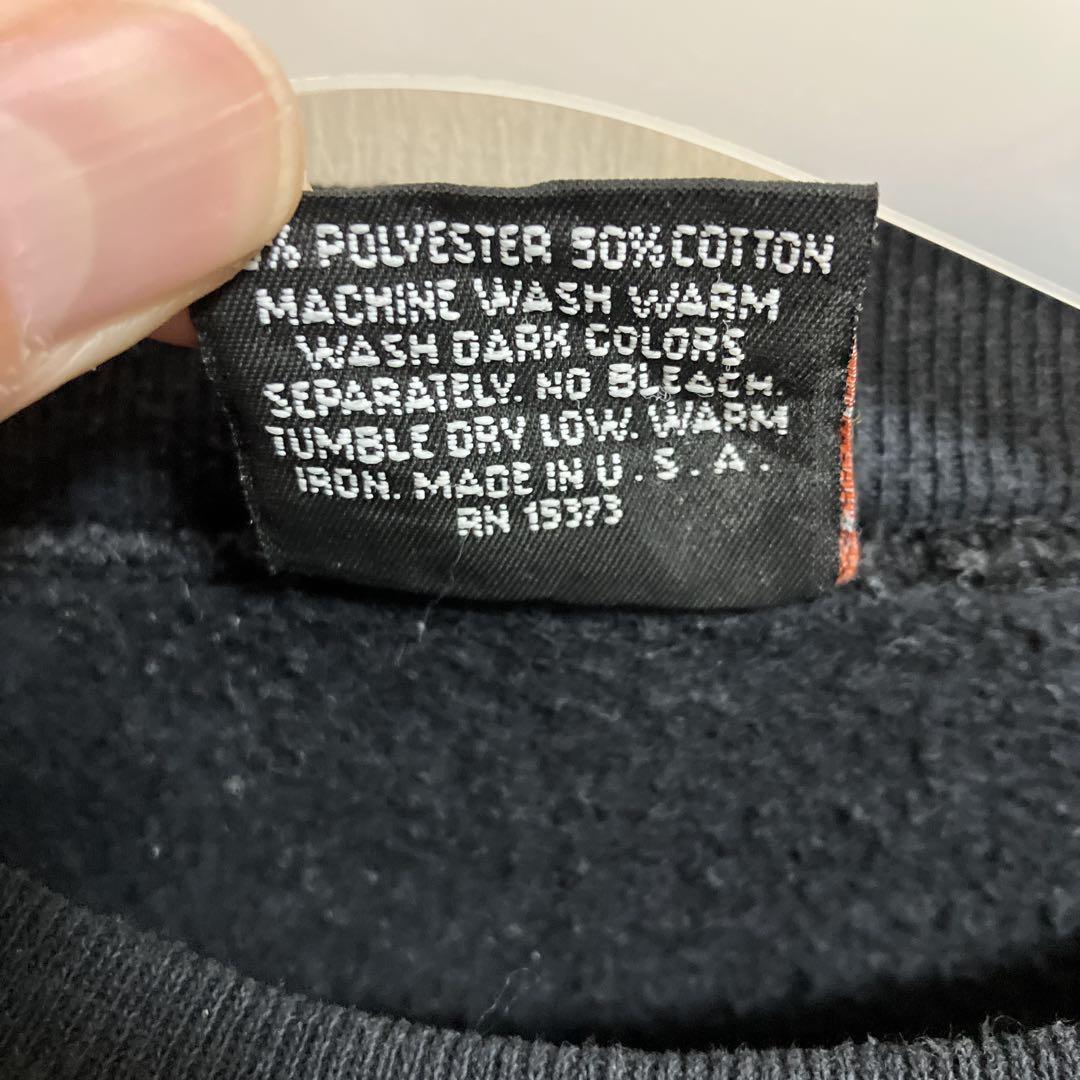 % POLYESTER 50% COTTON
MACHINE WASH WARM
WASH DARK COLORS
SEPARATELY. NO BLEACH.
TUMBLE DRY LOW. WARM
IRON. MADE IN U.S.A.
RN 15373